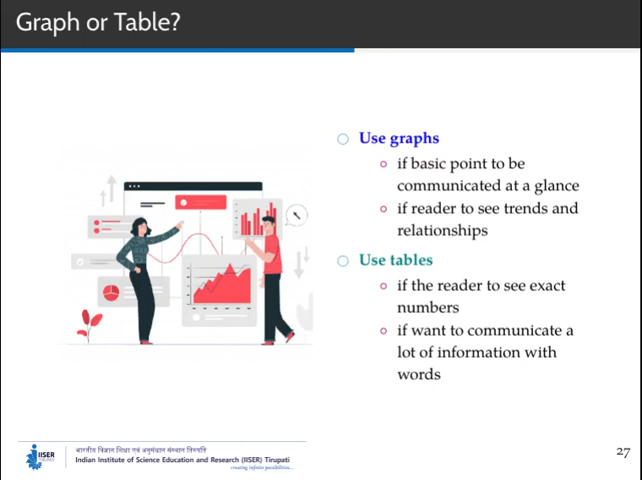 Graph or Table?
Use graphs
if basic point to be
communicated at a glance
if reader to see trends and
relationships
Use tables
if the reader to see exact
numbers
if want to communicate a
lot of information with
words
IISER
TIRUPATI
भारतीय विज्ञान शिक्षा एवं अनुसंधान संस्थान तिरुपति
Indian Institute of Science Education and Research (IISER) Tirupati
creating infinite possibilities...
27